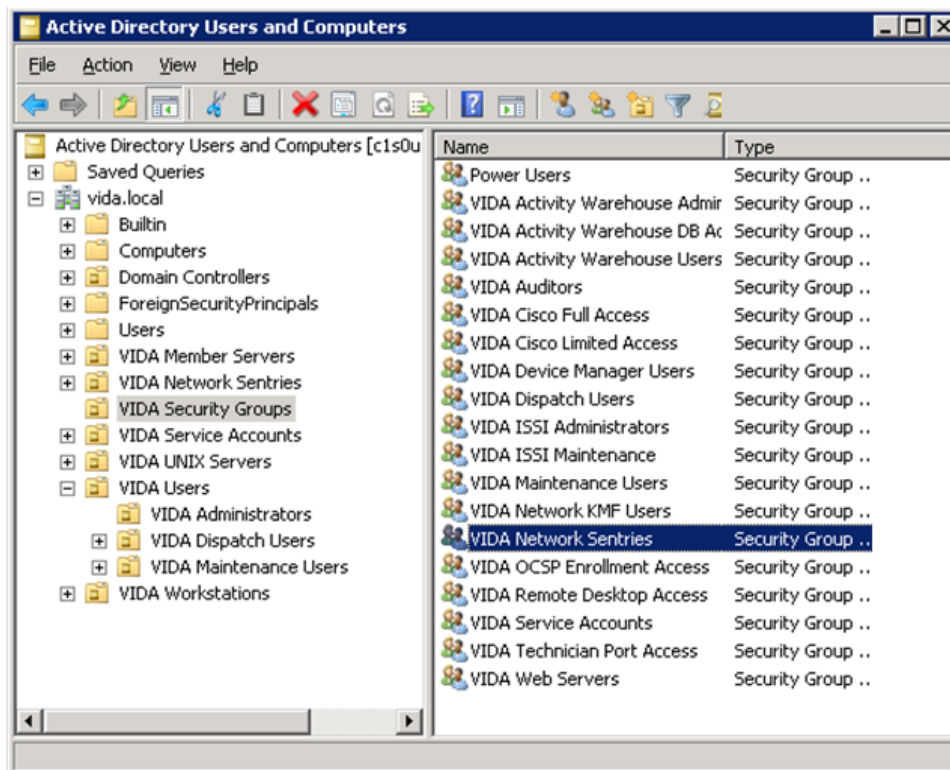 Active Directory Users and Computers
File Action View Help
Active Directory Users and Computers [c1s0u
Saved Queries
vida.local
Builtin
Computers
Domain Controllers
ForeignSecurityPrincipals
Users
VIDA Member Servers
VIDA Network Sentries
VIDA Security Groups
VIDA Service Accounts
VIDA UNIX Servers
VIDA Users
VIDA Administrators
VIDA Dispatch Users
VIDA Maintenance Users
VIDA Workstations
Name Type
Power Users Security Group ..
VIDA Activity Warehouse Admir Security Group ..
VIDA Activity Warehouse DB Ac Security Group ..
VIDA Activity Warehouse Users Security Group ..
VIDA Auditors Security Group ..
VIDA Cisco Full Access Security Group ..
VIDA Cisco Limited Access Security Group ..
VIDA Device Manager Users Security Group ..
VIDA Dispatch Users Security Group ..
VIDA ISSI Administrators Security Group ..
VIDA ISSI Maintenance Security Group ..
VIDA Maintenance Users Security Group ..
VIDA Network KMF Users Security Group ..
VIDA Network Sentries Security Group ..
VIDA OCSP Enrollment Access Security Group ..
VIDA Remote Desktop Access Security Group ..
VIDA Service Accounts Security Group ..
VIDA Technician Port Access Security Group ..
VIDA Web Servers Security Group ..